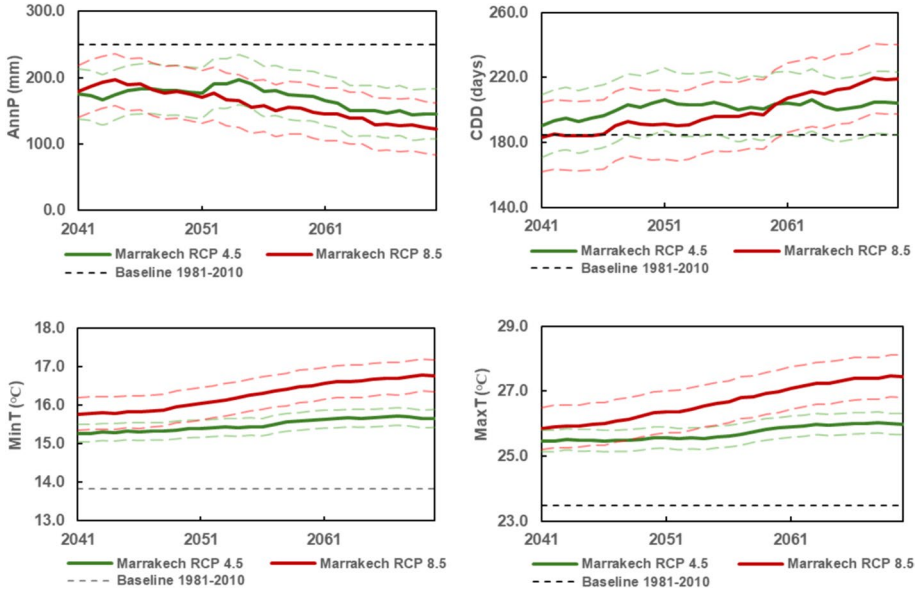 300.0
200.0
100.0
0.0
AnnP (mm)
2041 2051 2061
Marrakech RCP 4.5 Marrakech RCP 8.5
Baseline 1981-2010
260.0
220.0
180.0
140.0
CDD (days)
2041 2051 2061
Marrakech RCP 4.5 Marrakech RCP 8.5
Baseline 1981-2010
18.0
17.0
16.0
15.0
14.0
13.0
MinT (°C)
2041 2051 2061
Marrakech RCP 4.5 Marrakech RCP 8.5
Baseline 1981-2010
29.0
27.0
25.0
23.0
MaxT (°C)
2041 2051 2061
Marrakech RCP 4.5 Marrakech RCP 8.5
Baseline 1981-2010